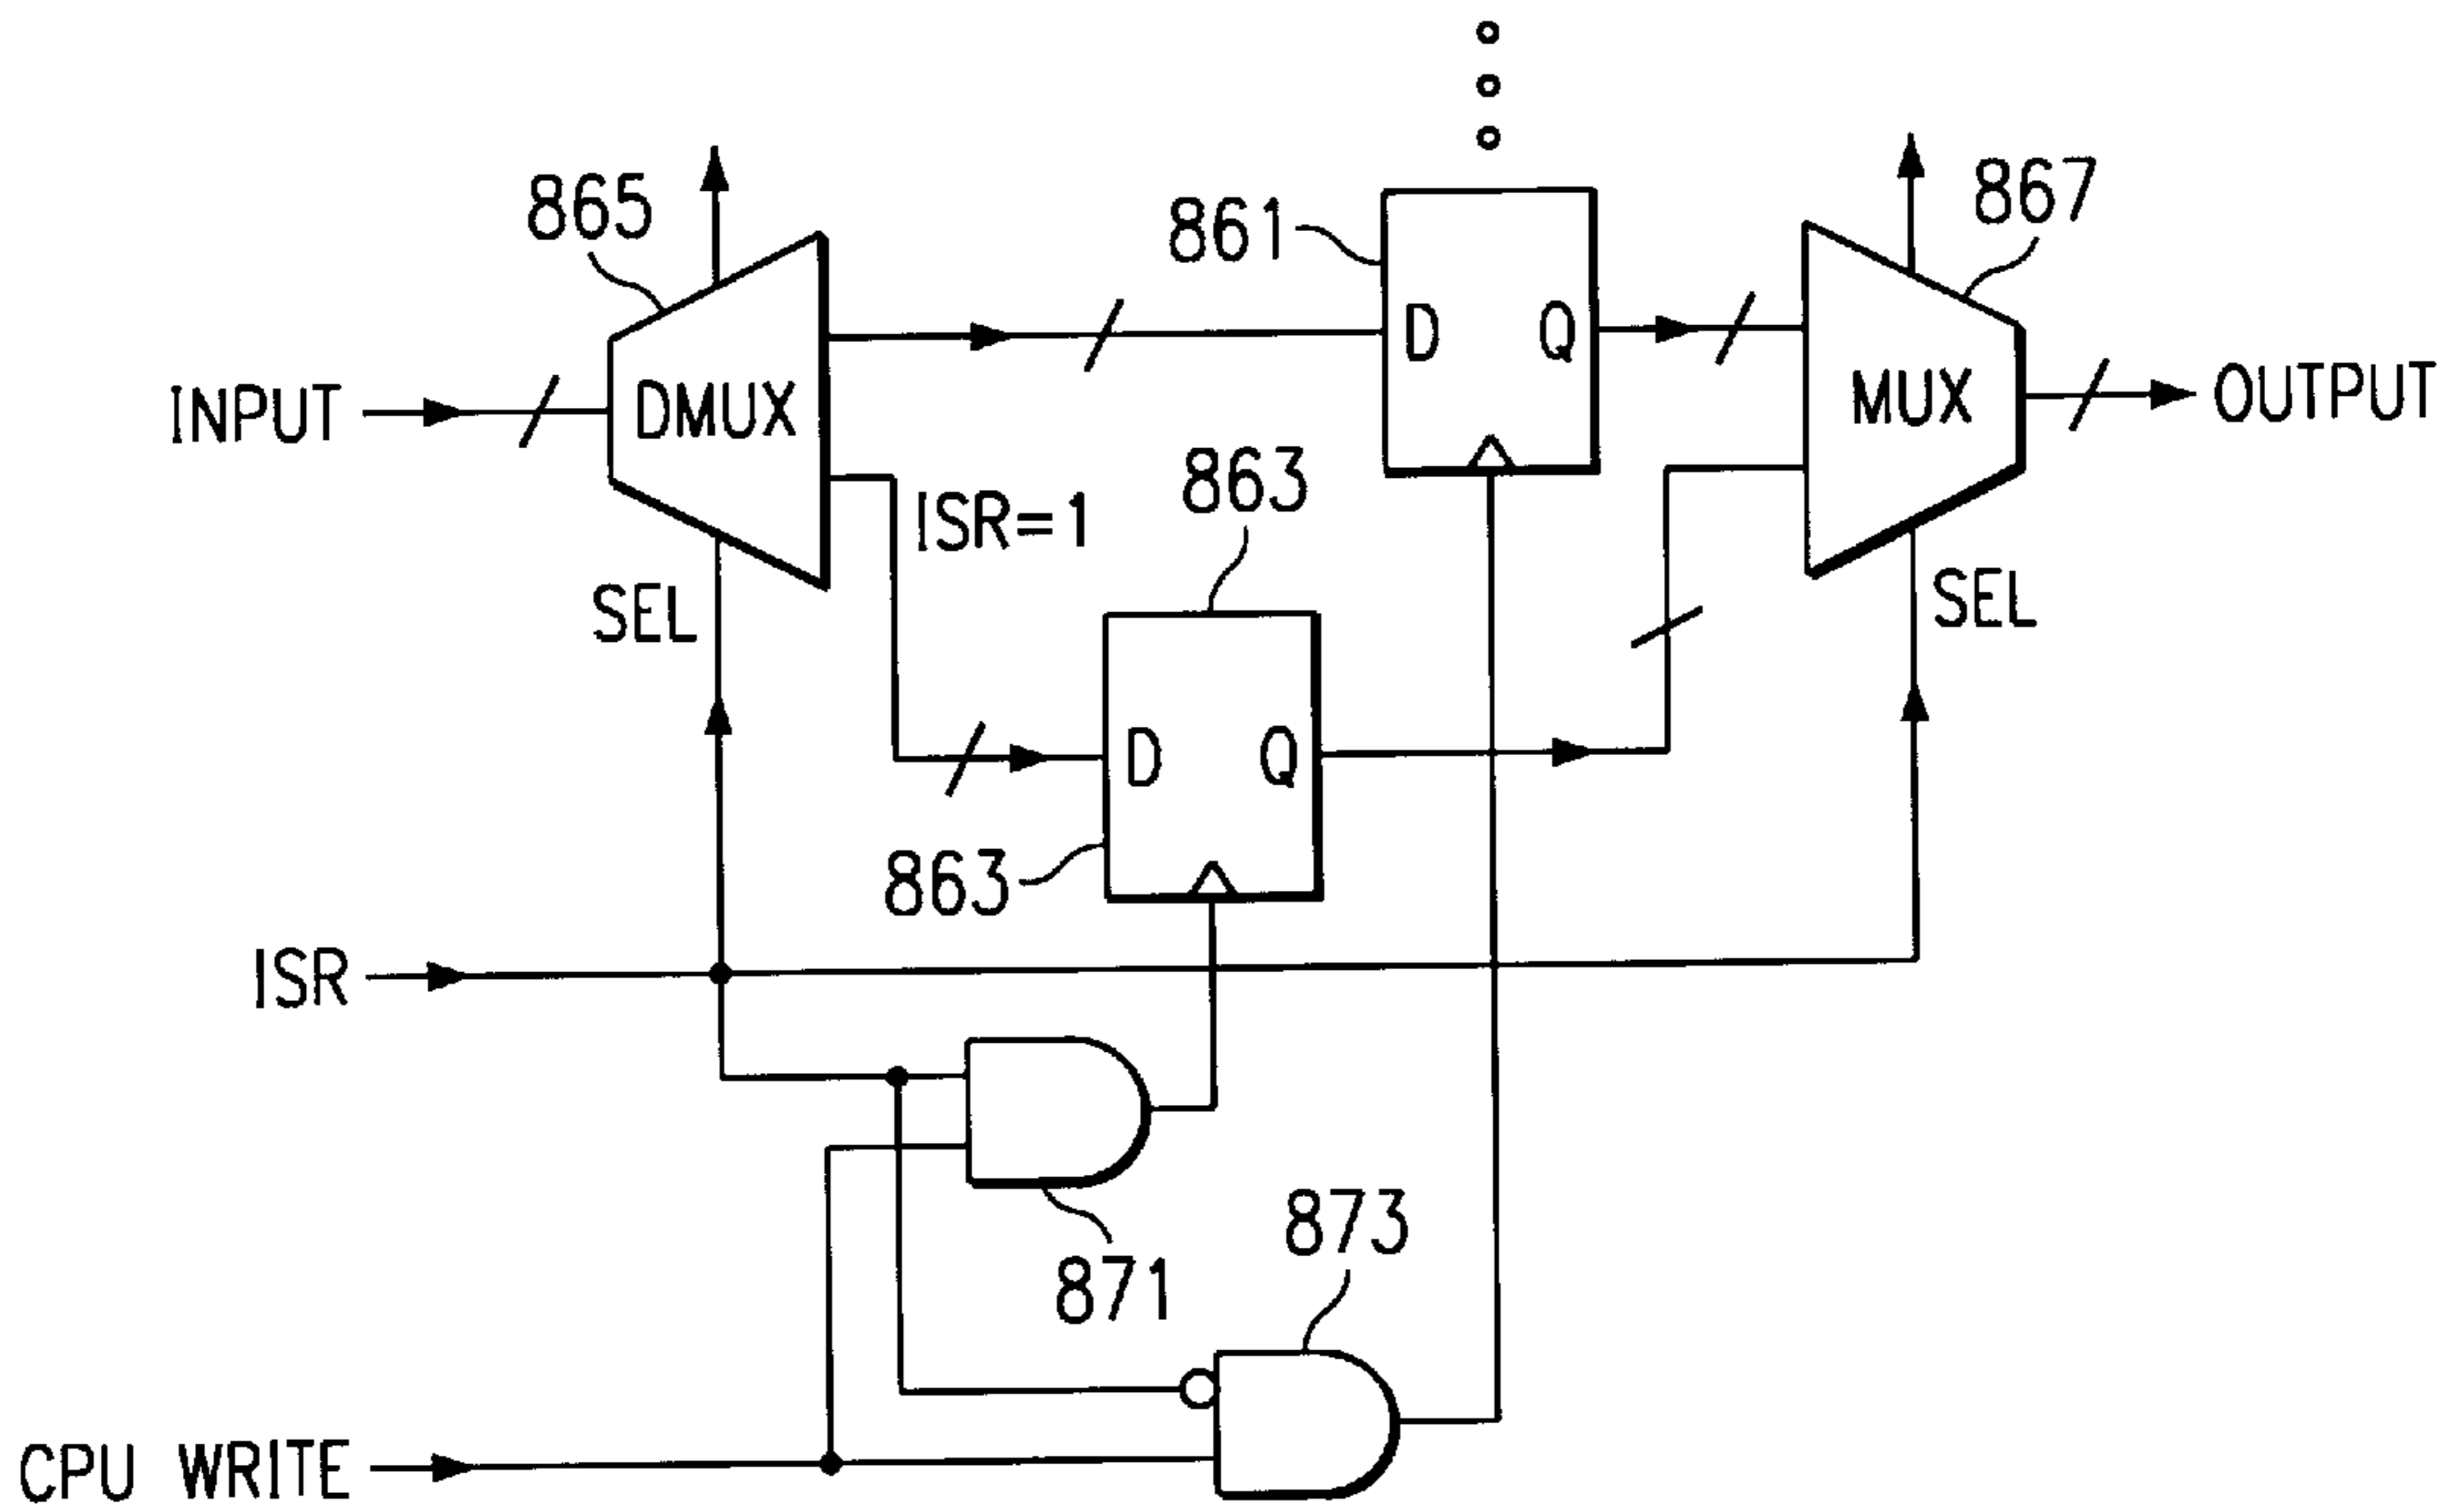 865
861
867
D Q
DMUX
MUX
INPUT
OUTPUT
863
ISR=1
SEL
SEL
D Q
863
ISR
871
873
CPU WRITE